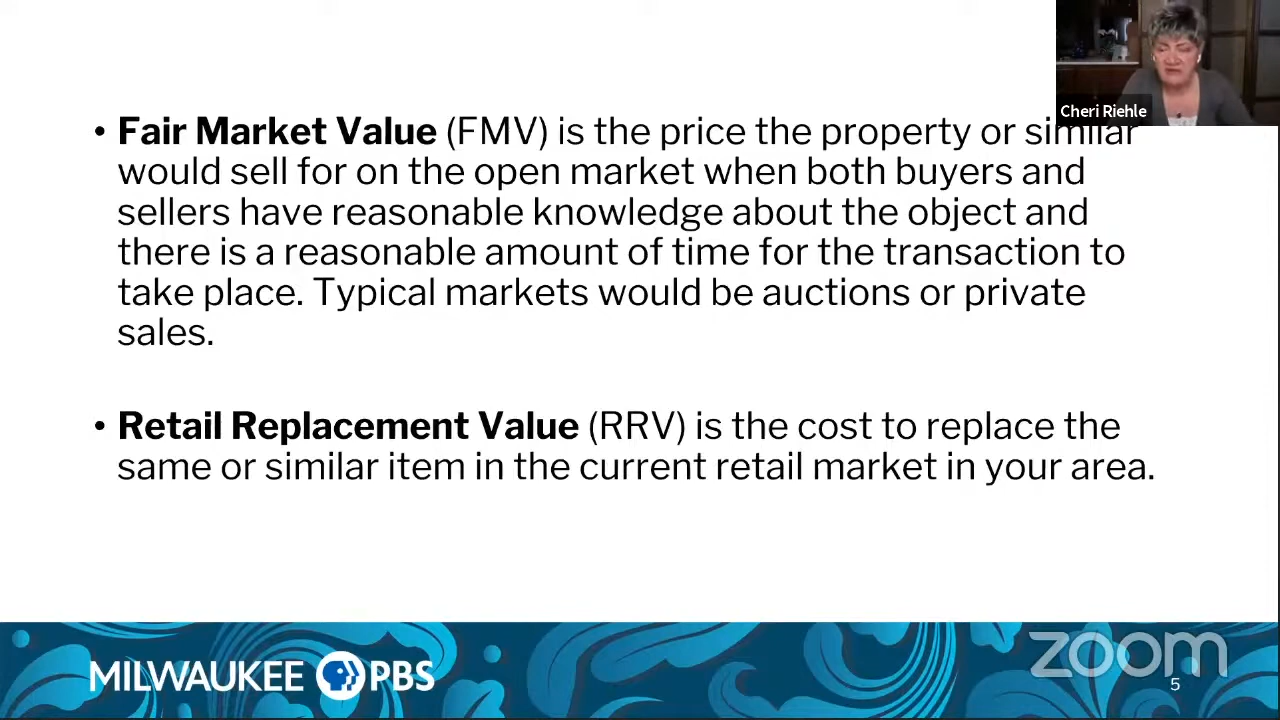 Cheri Riehle
• Fair Market Value (FMV) is the price the property or similar
would sell for on the open market when both buyers and
sellers have reasonable knowledge about the object and
there is a reasonable amount of time for the transaction to
take place. Typical markets would be auctions or private
sales.
• Retail Replacement Value (RRV) is the cost to replace the
same or similar item in the current retail market in your area.
MILWAUKEE PBS
zoom
5